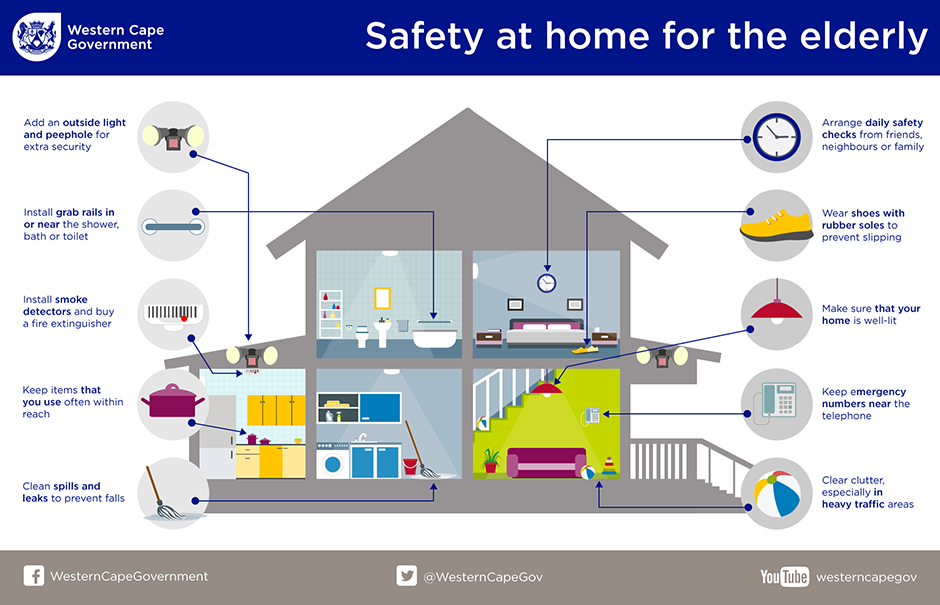 Western Cape
Government
Safety at home for the elderly
Add an outside light
and peephole for
extra security
Install grab rails in
or near the shower,
bath or toilet
Install smoke
detectors and buy
a fire extinguisher
Keep items that
you use often within
reach
Clean spills and
leaks to prevent falls
Arrange daily safety
checks from friends,
neighbours or family
Wear shoes with
rubber soles to
prevent slipping
Make sure that your
home is well-lit
Keep emergency
numbers near the
telephone
Clear clutter,
especially in
heavy traffic areas
WesternCapeGovernment
@WesternCapeGov
YouTube westerncapegov